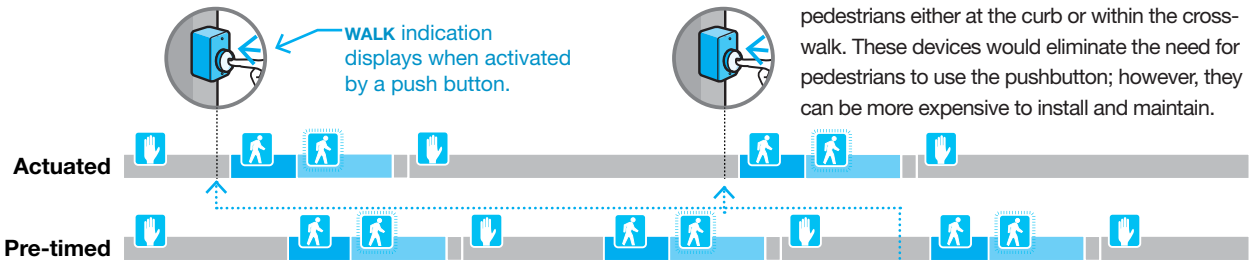 WALK indication
displays when activated
by a push button.
pedestrians either at the curb or within the cross-
walk. These devices would eliminate the need for
pedestrians to use the pushbutton; however, they
can be more expensive to install and maintain.
Actuated
Pre-timed